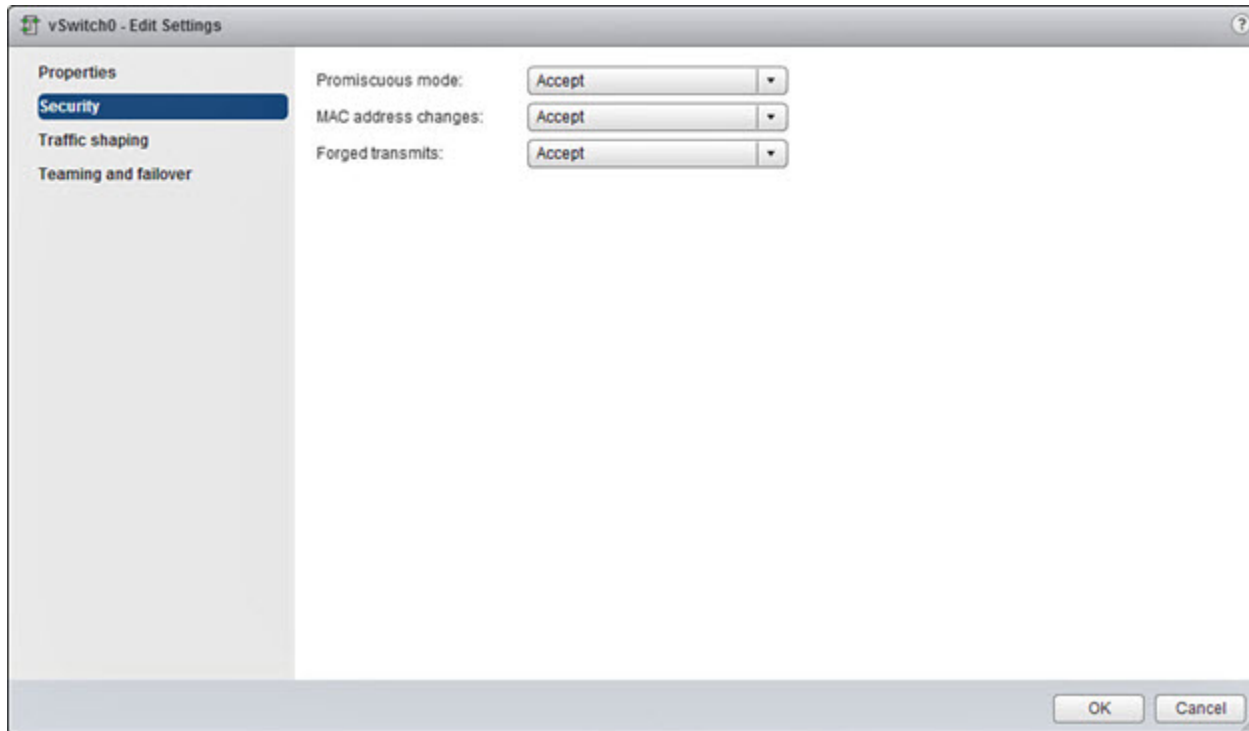 vSwitch0 - Edit Settings
?
Properties
Security
Traffic shaping
Teaming and failover
Promiscuous mode: Accept
MAC address changes: Accept
Forged transmits: Accept
OK Cancel